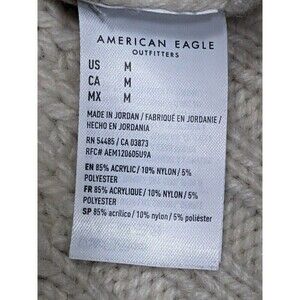 AMERICAN EAGLE
OUTFITTERS
US M
CA M
MX M
MADE IN JORDAN / FABRIQUÉ EN JORDANIE /
HECHO EN JORDANIA
RN 54485 / CA 03873
RFC# AEM120605U9A
EN 85% ACRYLIC / 10% NYLON / 5%
POLYESTER
FR 85% ACRYLIQUE / 10% NYLON / 5%
POLYESTER
SP 85% acrílico / 10% nylon / 5% poliéster